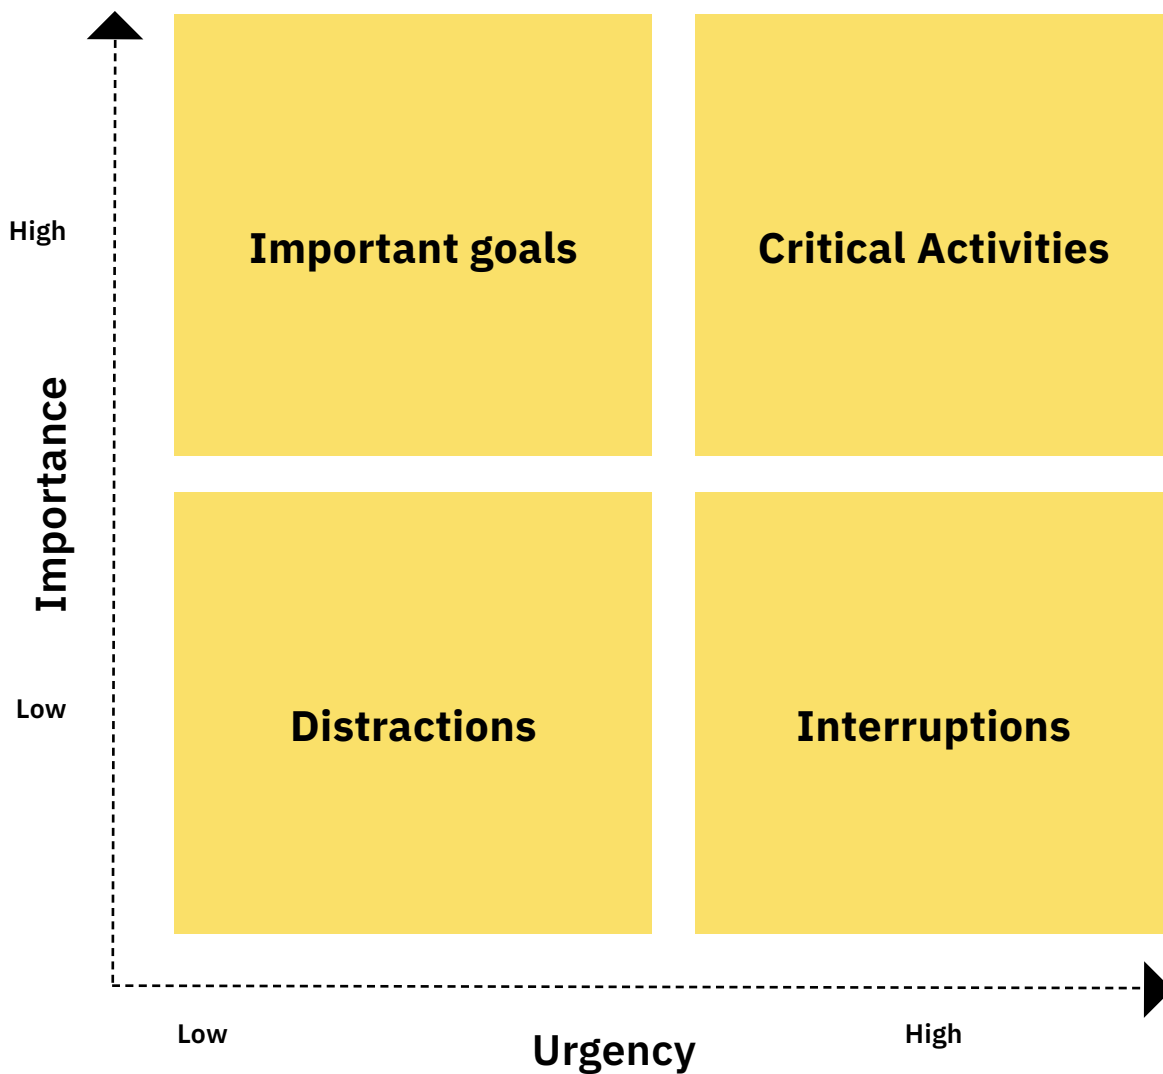 High
Important goals
Critical Activities
Importance
Low
Distractions
Interruptions
Low
High
Urgency